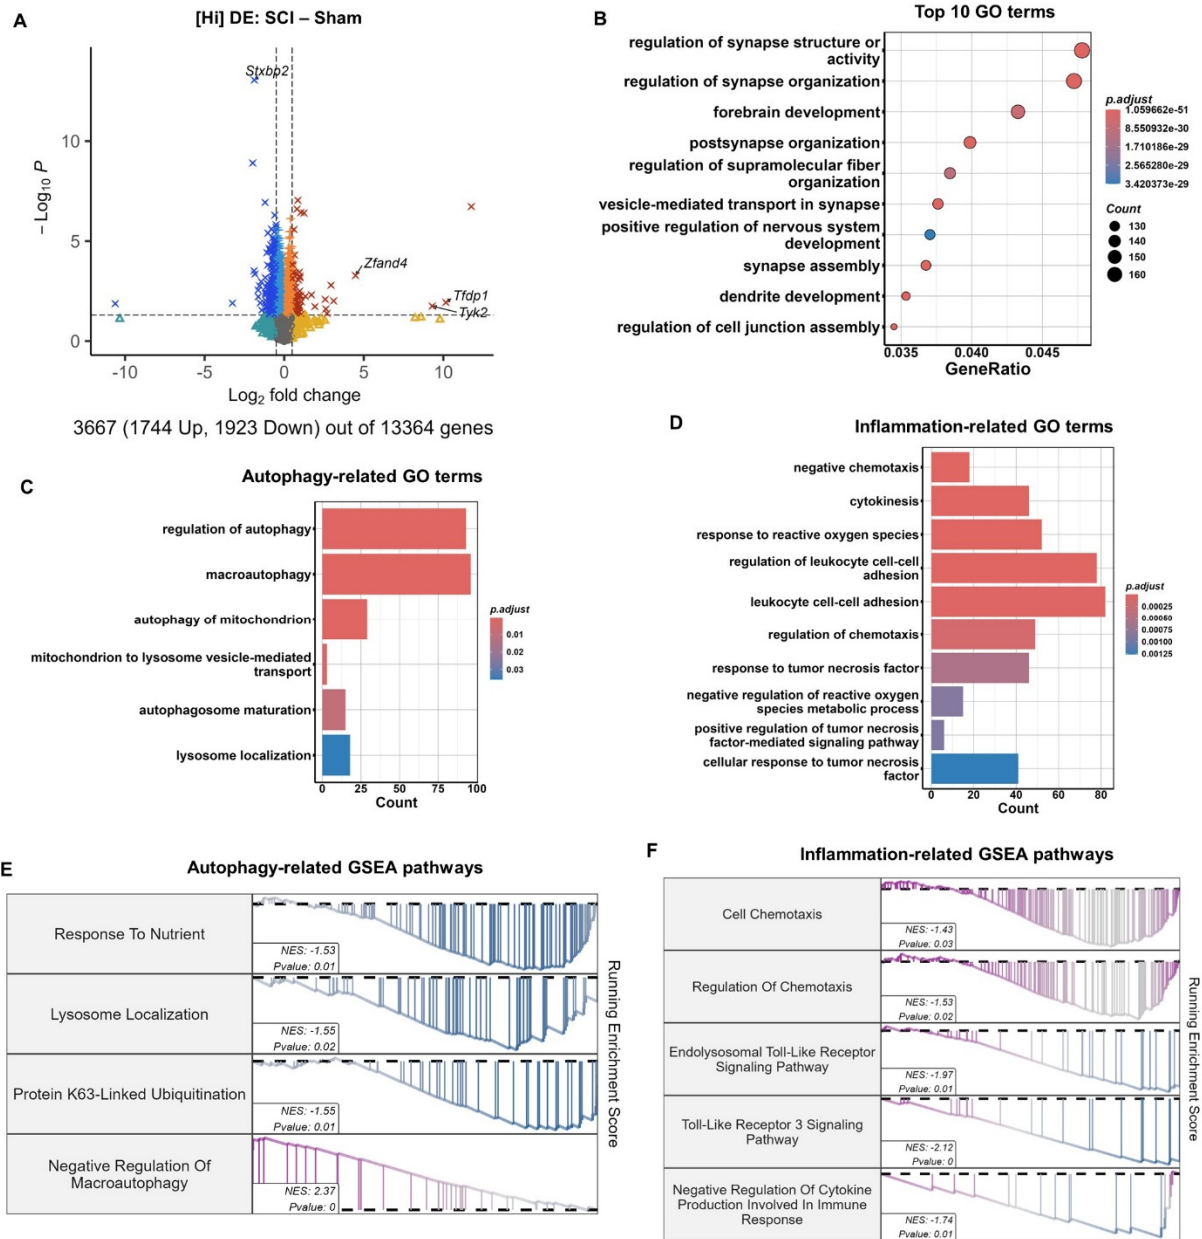 A
[Hi] DE: SCI – Sham
Stxbp2
Zfand4
Tfdp1
Tyk2
– Log10 P
10
5
0
-10
-5
0
5
10
Log2 fold change
3667 (1744 Up, 1923 Down) out of 13364 genes
B
Top 10 GO terms
regulation of synapse structure or
activity
regulation of synapse organization
forebrain development
postsynapse organization
regulation of supramolecular fiber
organization
vesicle-mediated transport in synapse
positive regulation of nervous system
development
synapse assembly
dendrite development
regulation of cell junction assembly
0.035
0.040
0.045
GeneRatio
p.adjust
1.059662e-51
8.550932e-30
1.710186e-29
2.565280e-29
3.420373e-29
Count
130
140
150
160
C
Autophagy-related GO terms
regulation of autophagy
macroautophagy
autophagy of mitochondrion
mitochondrion to lysosome vesicle-mediated
transport
autophagosome maturation
lysosome localization
0
25
50
75
100
Count
p.adjust
0.01
0.02
0.03
D
Inflammation-related GO terms
negative chemotaxis
cytokinesis
response to reactive oxygen species
regulation of leukocyte cell-cell
adhesion
leukocyte cell-cell adhesion
regulation of chemotaxis
response to tumor necrosis factor
negative regulation of reactive oxygen
species metabolic process
positive regulation of tumor necrosis
factor-mediated signaling pathway
cellular response to tumor necrosis
factor
0
20
40
60
80
Count
p.adjust
0.00025
0.00060
0.00075
0.00100
0.00125
E
Autophagy-related GSEA pathways
Response To Nutrient
NES: -1.53
Pvalue: 0.01
Lysosome Localization
NES: -1.55
Pvalue: 0.02
Protein K63-Linked Ubiquitination
NES: -1.55
Pvalue: 0.01
Negative Regulation Of
Macroautophagy
NES: 2.37
Pvalue: 0
Running Enrichment Score
F
Inflammation-related GSEA pathways
Cell Chemotaxis
NES: -1.43
Pvalue: 0.03
Regulation Of Chemotaxis
NES: -1.53
Pvalue: 0.02
Endolysosomal Toll-Like Receptor
Signaling Pathway
NES: -1.97
Pvalue: 0.01
Toll-Like Receptor 3 Signaling
Pathway
NES: -2.12
Pvalue: 0
Negative Regulation Of Cytokine
Production Involved In Immune
Response
NES: -1.74
Pvalue: 0.01
Running Enrichment Score